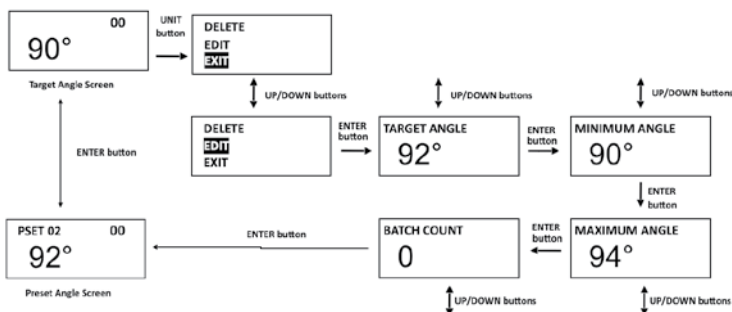 00
90°
Target Angle Screen
UNIT
button
DELETE
EDIT
EXIT
UP/DOWN buttons
UP/DOWN buttons
UP/DOWN buttons
ENTER button
DELETE
EDIT
EXIT
ENTER
button
TARGET ANGLE
92°
ENTER
button
MINIMUM ANGLE
90°
ENTER
button
PSET 02 00
92°
Preset Angle Screen
ENTER button
BATCH COUNT
0
ENTER
button
MAXIMUM ANGLE
94°
UP/DOWN buttons
UP/DOWN buttons